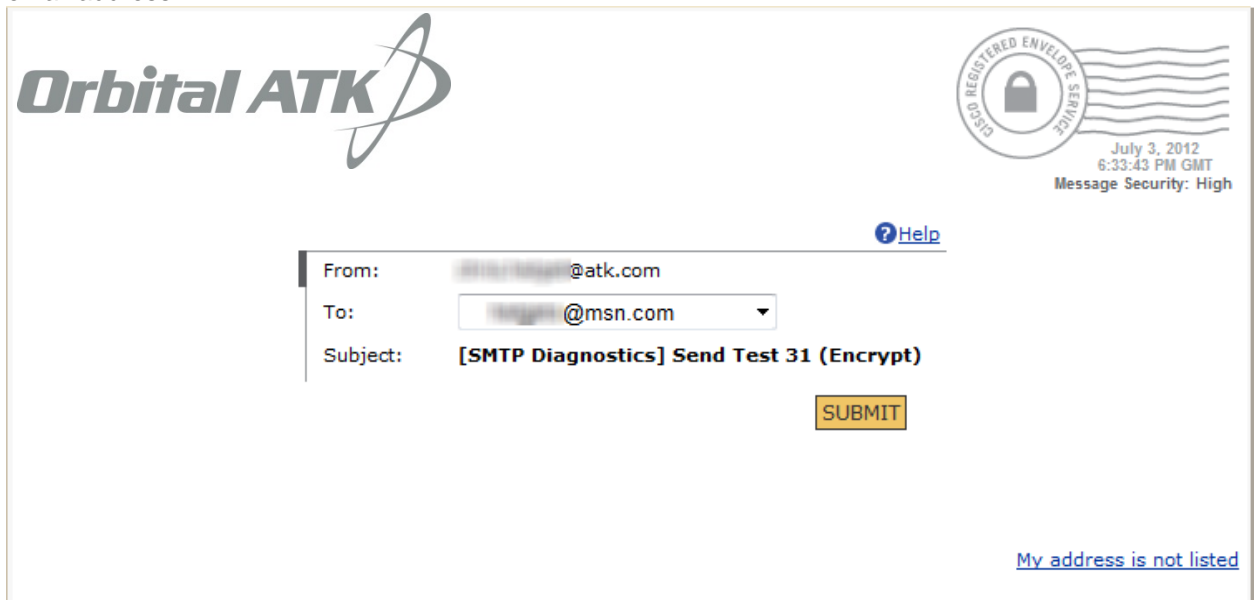 Orbital ATK
CISCO REGISTERED ENVELOPE SERVICE
July 3, 2012
6:33:43 PM GMT
Message Security: High
?Help
From: @atk.com
To: @msn.com
Subject: [SMTP Diagnostics] Send Test 31 (Encrypt)
SUBMIT
My address is not listed